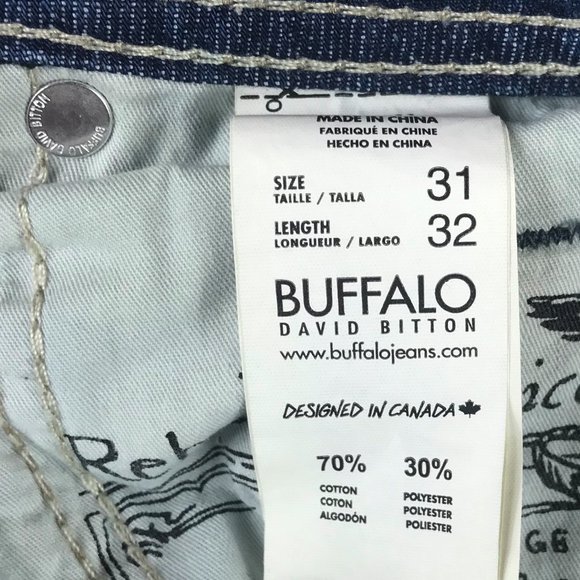 BUFFALO DAVID BITTON
MADE IN CHINA
FABRIQUÉ EN CHINE
HECHO EN CHINA
SIZE 31
TAILLE / TALLA
LENGTH 32
LONGUEUR / LARGO
BUFFALO
DAVID BITTON
www.buffalojeans.com
DESIGNED IN CANADA
70% 30%
COTTON POLYESTER
COTON POLYESTER
ALGODÓN POLIESTER